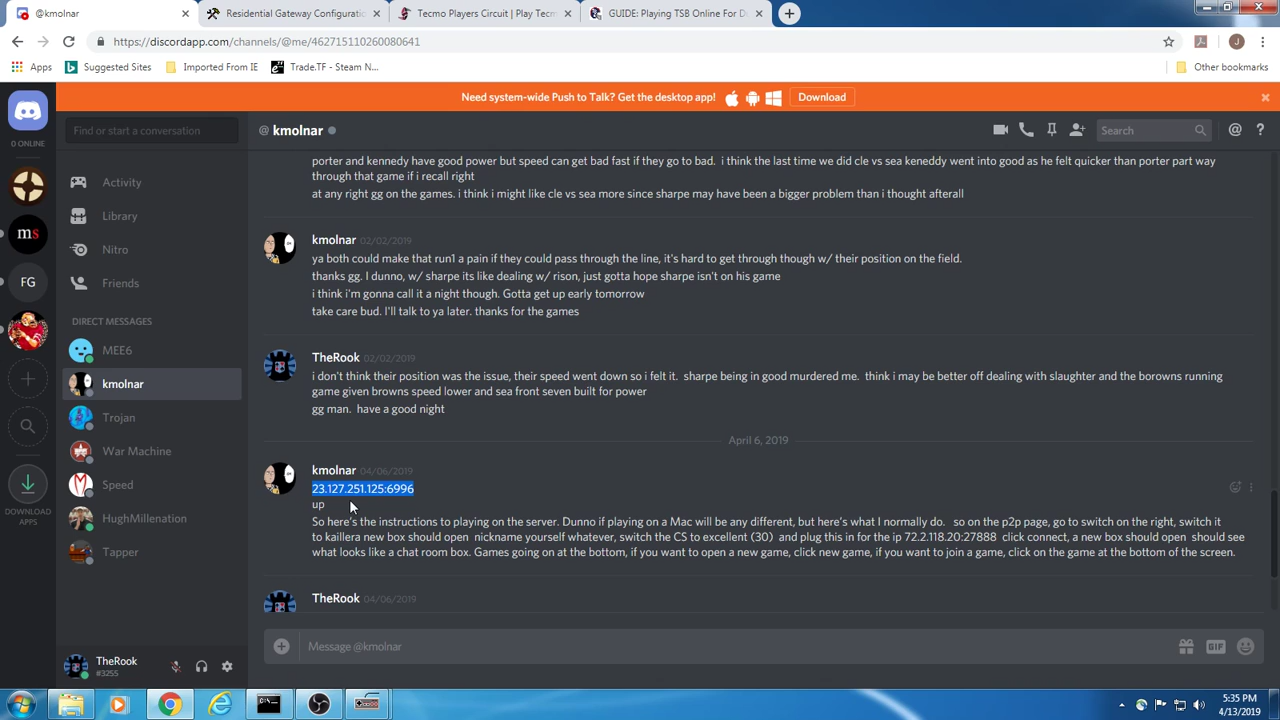 @kmolnar
Residential Gateway Configuratio
Tecmo Players Circuit | Play Tecm
GUIDE: Playing TSB Online For Du
https://discordapp.com/channels/@me/462715110260080641
J
Apps
Suggested Sites
Imported From IE
Trade.TF - Steam N...
Other bookmarks
Need system-wide Push to Talk? Get the desktop app!
Download
Find or start a conversation
@ kmolnar
Search
0 ONLINE
ms
FG
DOWNLOAD
APPS
Activity
Library
Nitro
Friends
DIRECT MESSAGES
MEE6
kmolnar
Trojan
War Machine
Speed
HughMillenation
Tapper
TheRook
#3255
porter and kennedy have good power but speed can get bad fast if they go to bad. i think the last time we did cle vs sea keneddy went into good as he felt quicker than porter part way
through that game if i recall right
at any right gg on the games. i think i might like cle vs sea more since sharpe may have been a bigger problem than i thought afterall
kmolnar 02/02/2019
ya both could make that run1 a pain if they could pass through the line, it's hard to get through though w/ their position on the field.
thanks gg. I dunno, w/ sharpe its like dealing w/ rison, just gotta hope sharpe isn't on his game
i think i'm gonna call it a night though. Gotta get up early tomorrow
take care bud. I'll talk to ya later. thanks for the games
TheRook 02/02/2019
i don't think their position was the issue, their speed went down so i felt it. sharpe being in good murdered me. think i may be better off dealing with slaughter and the borowns running
game given browns speed lower and sea front seven built for power
gg man. have a good night
April 6, 2019
kmolnar 04/06/2019
23.127.251.125:6996
up
So here's the instructions to playing on the server. Dunno if playing on a Mac will be any different, but here's what I normally do. so on the p2p page, go to switch on the right, switch it
to kaillera new box should open nickname yourself whatever, switch the CS to excellent (30) and plug this in for the ip 72.2.118.20:27888 click connect, a new box should open should see
what looks like a chat room box. Games going on at the bottom, if you want to open a new game, click new game, if you want to join a game, click on the game at the bottom of the screen.
TheRook 04/06/2019
Message @kmolnar
GIF
5:35 PM
4/13/2019